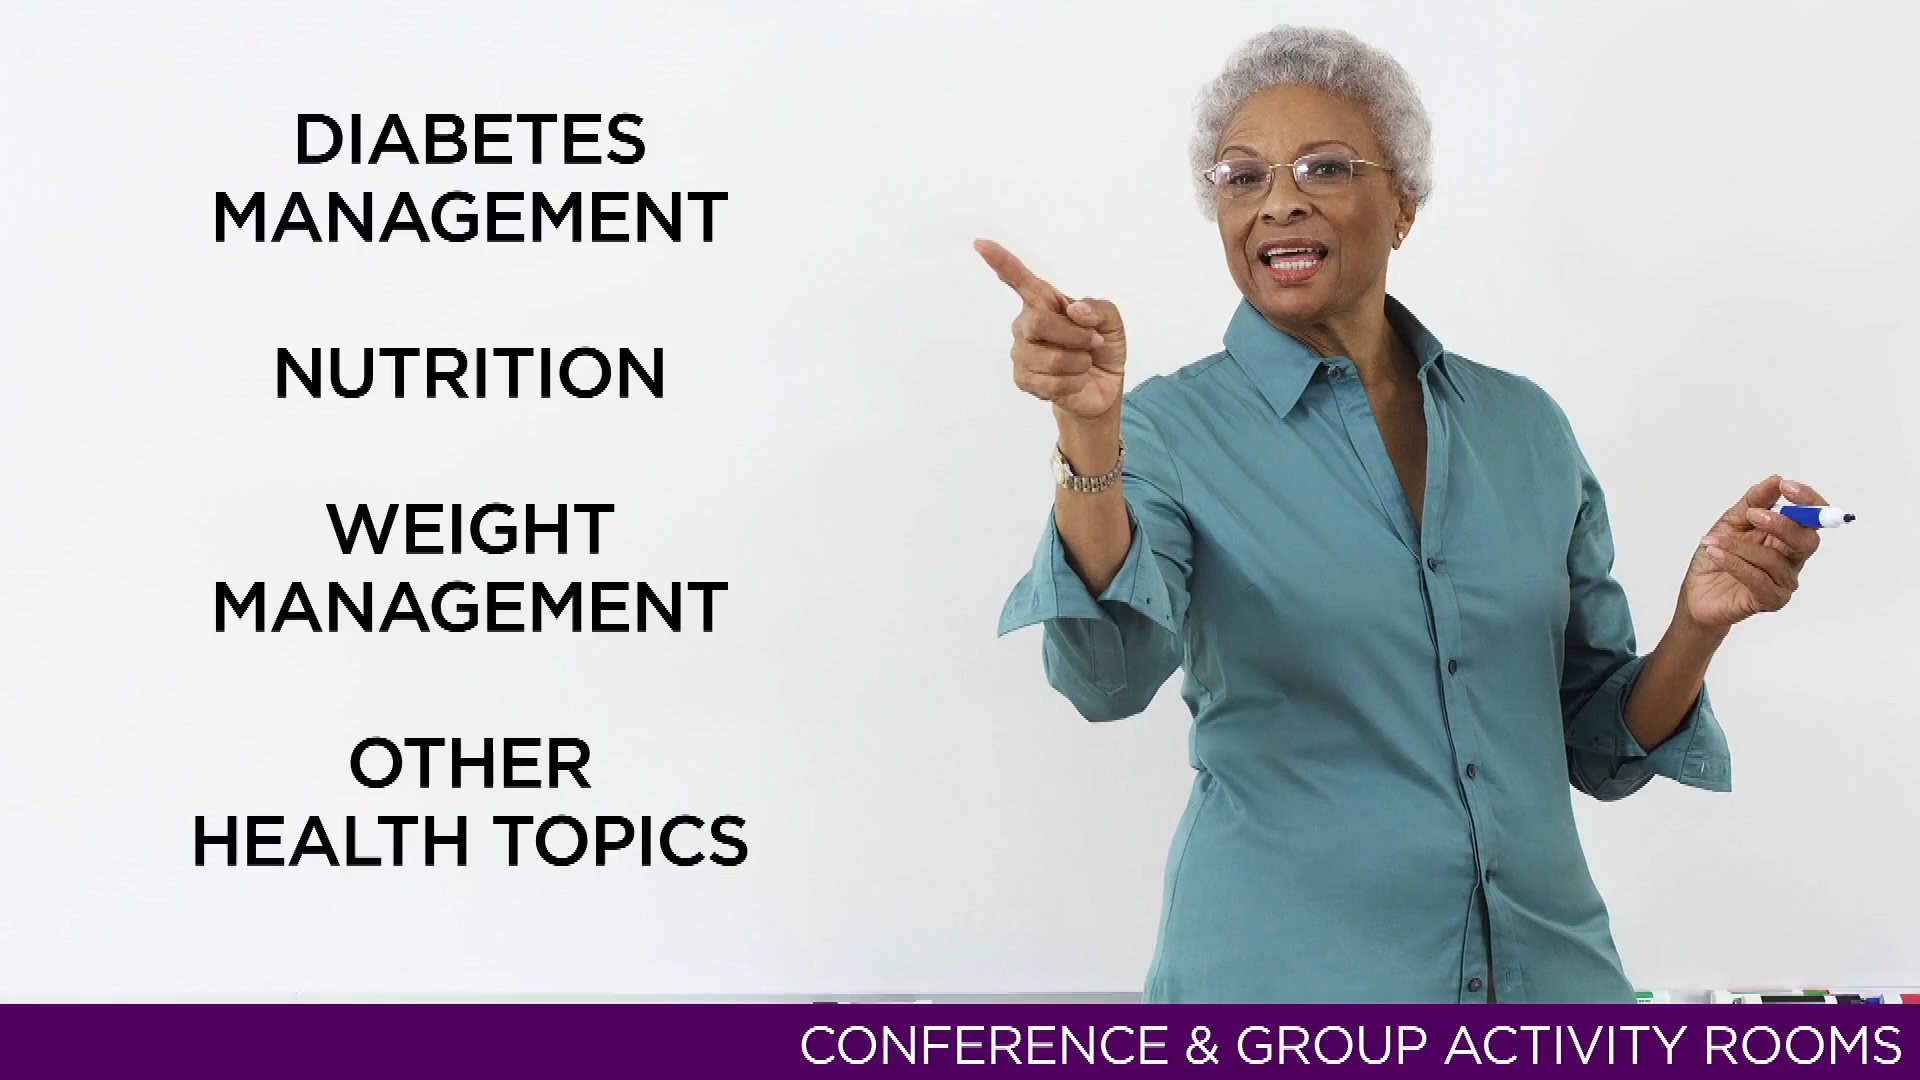 DIABETES
MANAGEMENT
NUTRITION
WEIGHT
MANAGEMENT
OTHER
HEALTH TOPICS
CONFERENCE & GROUP ACTIVITY ROOMS